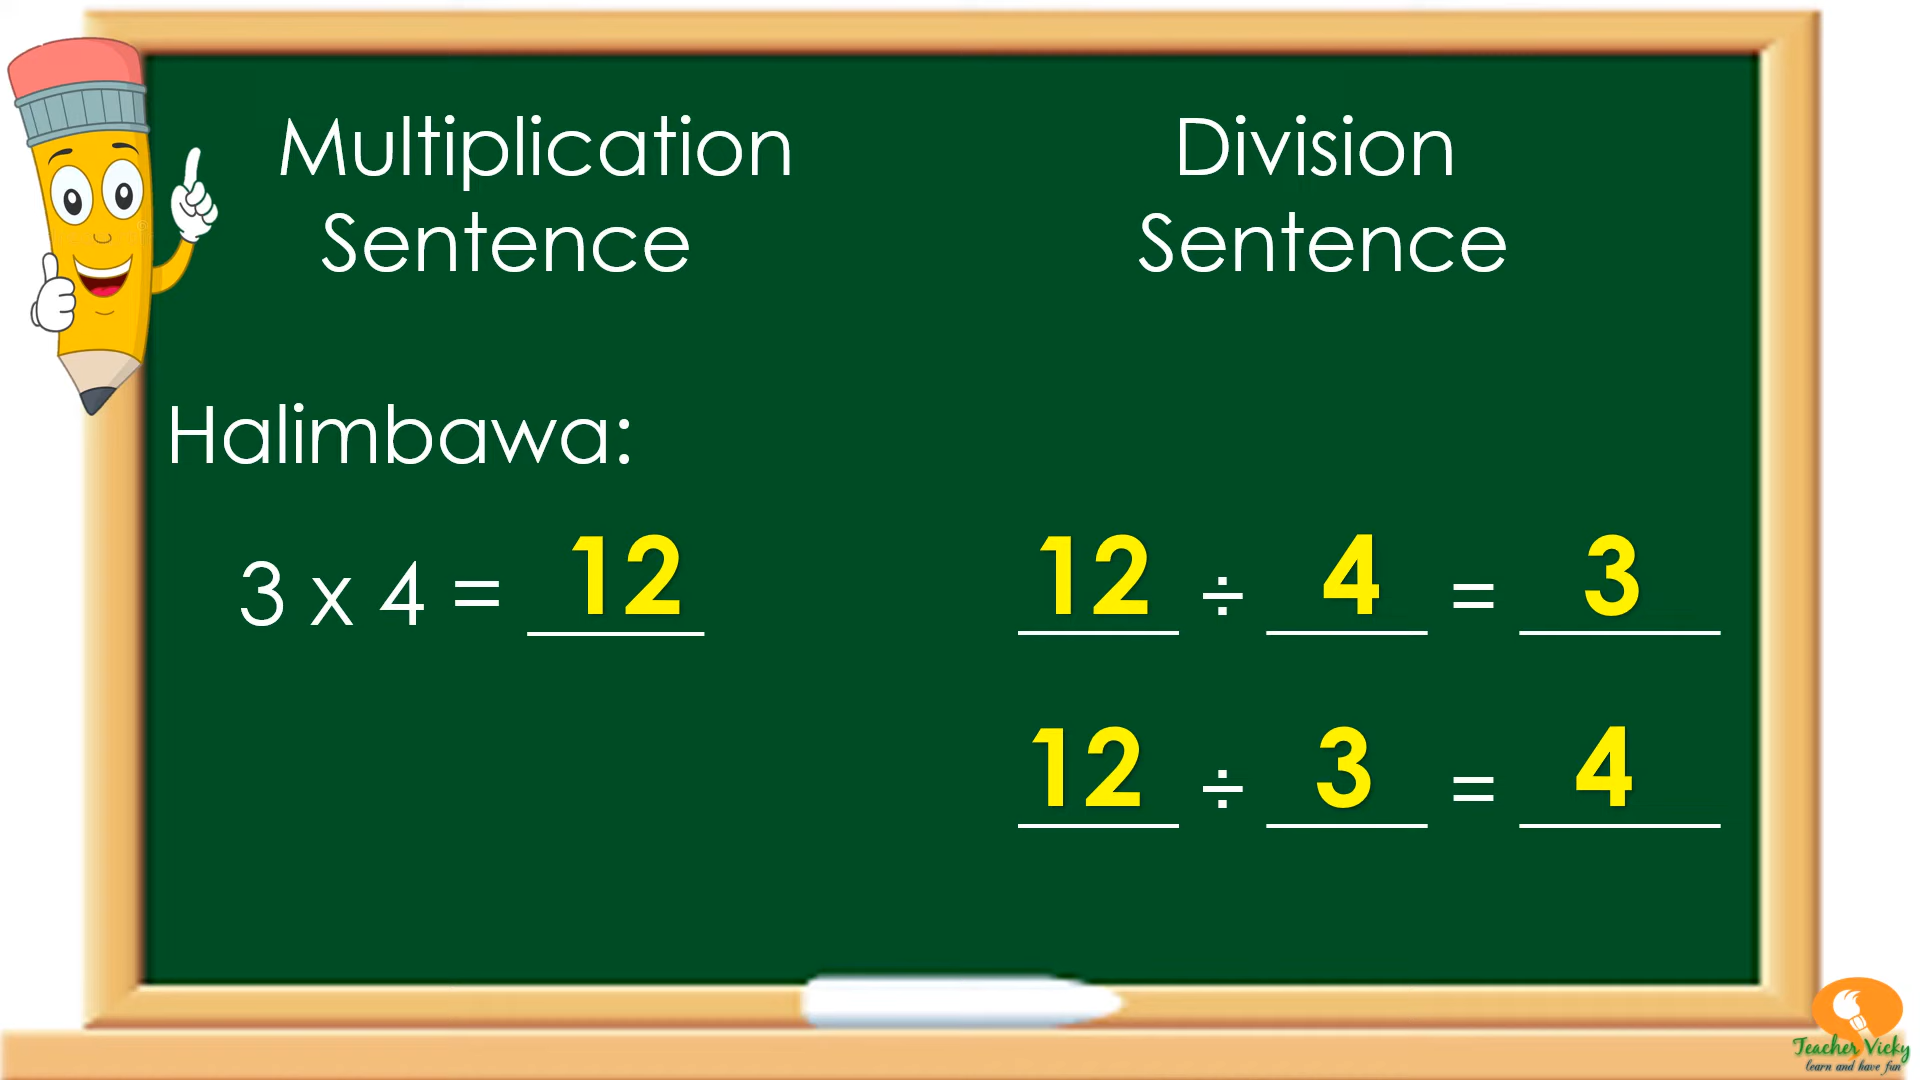 Multiplication
Sentence
Division
Sentence
Halimbawa:
3 x 4 = 12
12 ÷ 4 = 3
12 ÷ 3 = 4
Teacher Vicky
learn and have fun